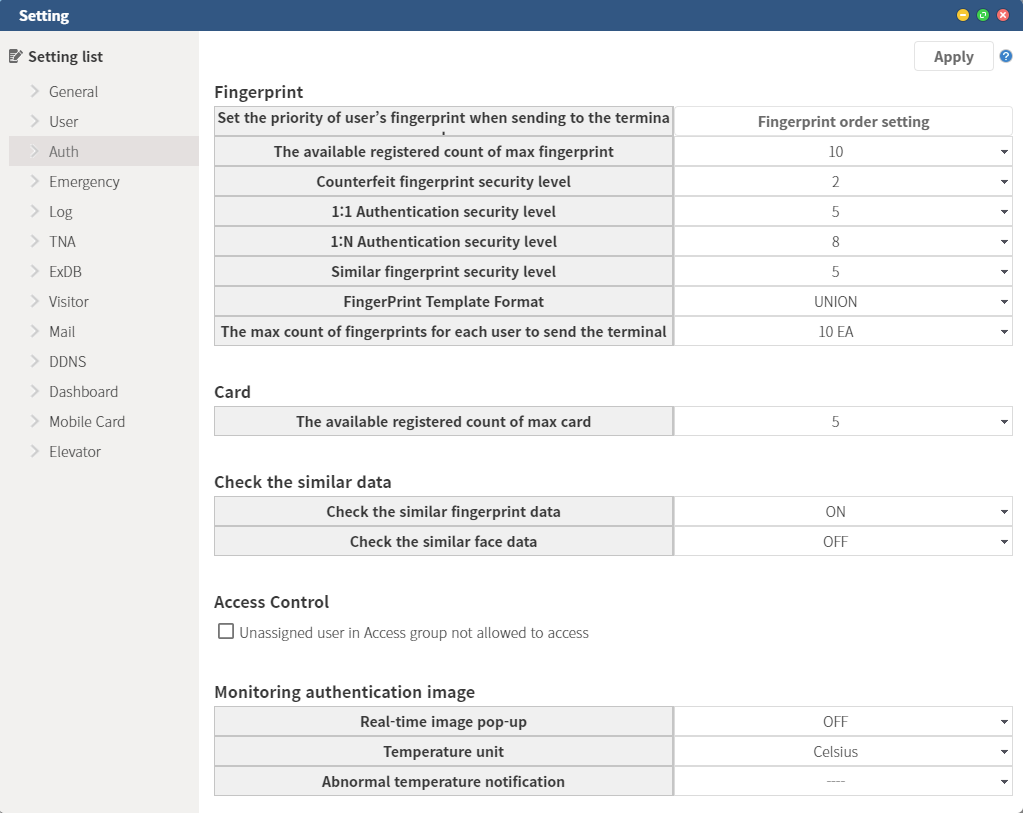 Setting
Setting list
General
User
Auth
Emergency
Log
TNA
ExDB
Visitor
Mail
DDNS
Dashboard
Mobile Card
Elevator
Apply
?
Fingerprint
Set the priority of user's fingerprint when sending to the termina
Fingerprint order setting
The available registered count of max fingerprint
10
Counterfeit fingerprint security level
2
1:1 Authentication security level
5
1:N Authentication security level
8
Similar fingerprint security level
5
FingerPrint Template Format
UNION
The max count of fingerprints for each user to send the terminal
10 EA
Card
The available registered count of max card
5
Check the similar data
Check the similar fingerprint data
ON
Check the similar face data
OFF
Access Control
Unassigned user in Access group not allowed to access
Monitoring authentication image
Real-time image pop-up
OFF
Temperature unit
Celsius
Abnormal temperature notification
----